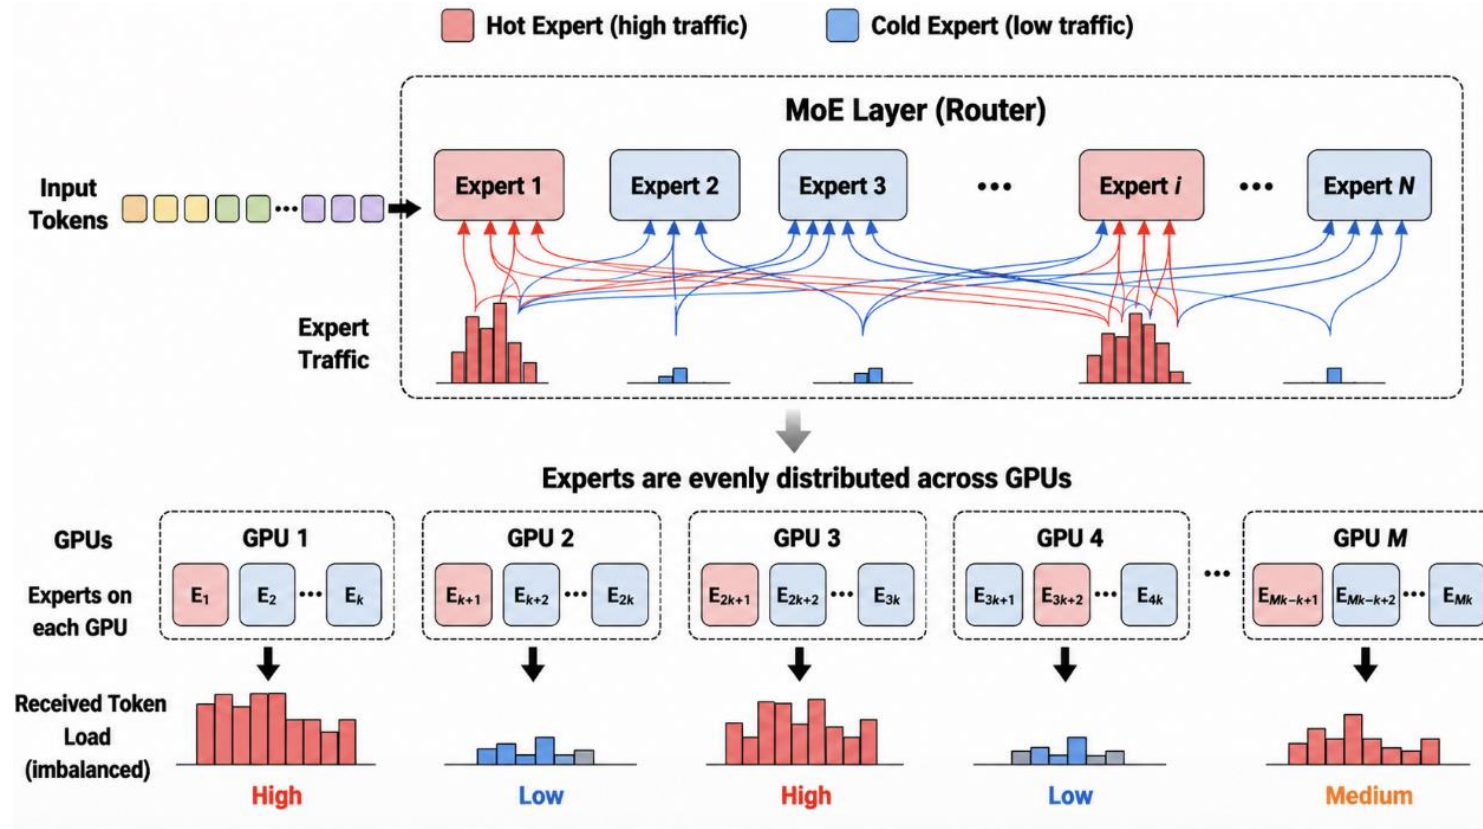 Hot Expert (high traffic)
Cold Expert (low traffic)
MoE Layer (Router)
Input
Tokens
...
Expert 1
Expert 2
Expert 3
...
Expert i
...
Expert N
Expert
Traffic
Experts are evenly distributed across GPUs
GPUs
GPU 1
GPU 2
GPU 3
GPU 4
...
GPU M
Experts on
each GPU
E1 E2 ... Ek
Ek+1 Ek+2 ... E2k
E2k+1 E2k+2 ... E3k
E3k+1 E3k+2 ... E4k
EMk−k+1 EMk−k+2 ... EMk
Received Token
Load
(imbalanced)
High
Low
High
Low
Medium